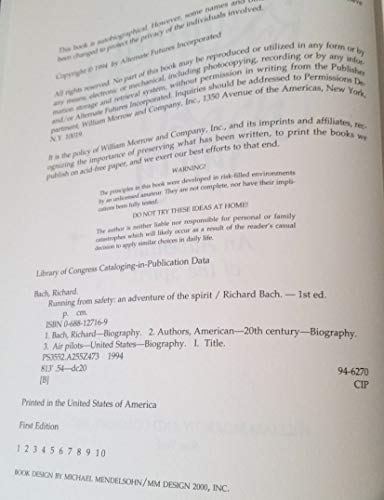 This book is autobiographical. However, some names and
been changed to protect the privacy of the individuals involved.
Copyright © 1994 by Alternate Futures Incorporated
All rights reserved. No part of this book may be reproduced or utilized in any form or by
any means, electronic or mechanical, including photocopying, recording or by any infor-
mation storage and retrieval system, without permission in writing from the Publisher
and/or Alternate Futures Incorporated. Inquiries should be addressed to Permissions De-
partment, William Morrow and Company, Inc., 1350 Avenue of the Americas, New York,
N.Y. 10019.
It is the policy of William Morrow and Company, Inc., and its imprints and affiliates, rec-
ognizing the importance of preserving what has been written, to print the books we
publish on acid-free paper, and we exert our best efforts to that end.
WARNING!
The principles in this book were developed in risk-filled environments
by an unlicensed amateur. They are not complete, nor have their impli-
cations been fully tested.
DO NOT TRY THESE IDEAS AT HOME!
The author is neither liable nor responsible for personal or family
catastrophes which will likely occur as a result of the reader's casual
decision to apply similar choices in daily life.
Library of Congress Cataloging-in-Publication Data
Bach, Richard.
Running from safety: an adventure of the spirit / Richard Bach. — 1st ed.
p. cm.
ISBN 0-688-12716-9
1. Bach, Richard—Biography. 2. Authors, American—20th century—Biography.
3. Air pilots—United States—Biography. I. Title.
PS3552.A255Z473 1994
813'.54—dc20
[B]
94-6270
CIP
Printed in the United States of America
First Edition
1 2 3 4 5 6 7 8 9 10
BOOK DESIGN BY MICHAEL MENDELSOHN/MM DESIGN 2000, INC.